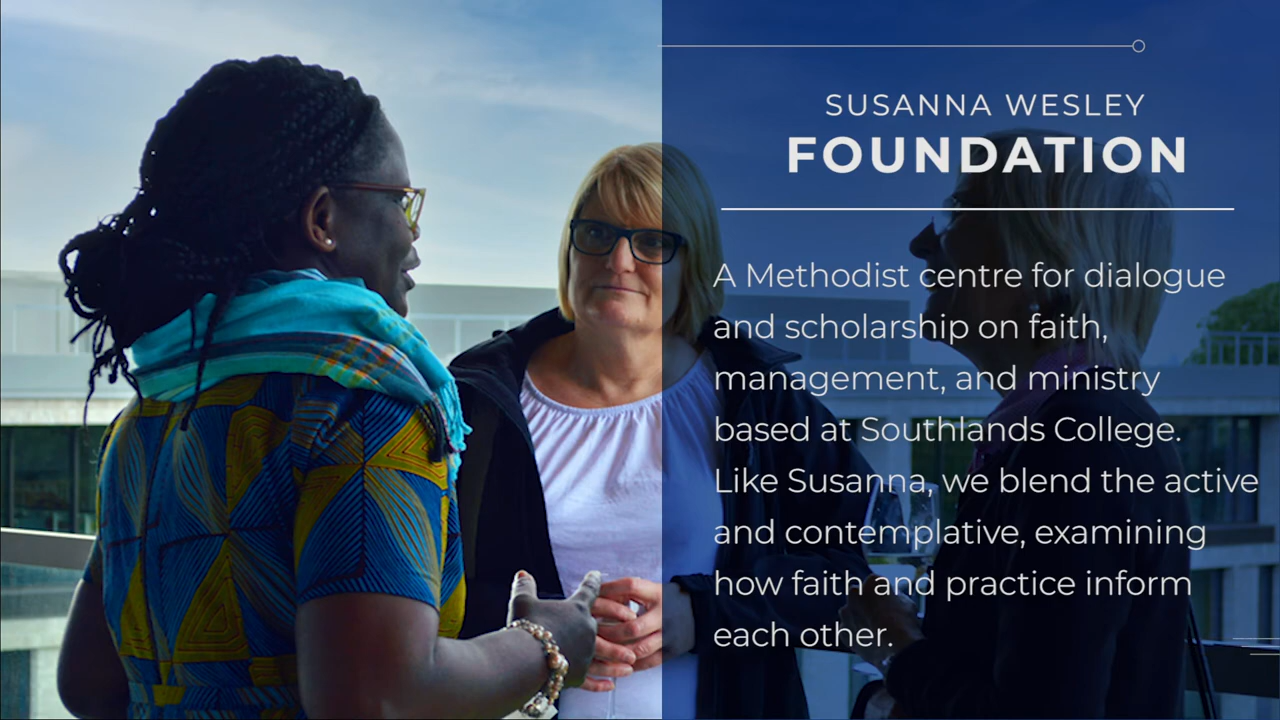 SUSANNA WESLEY
FOUNDATION
A Methodist centre for dialogue
and scholarship on faith,
management, and ministry
based at Southlands College.
Like Susanna, we blend the active
and contemplative, examining
how faith and practice inform
each other.